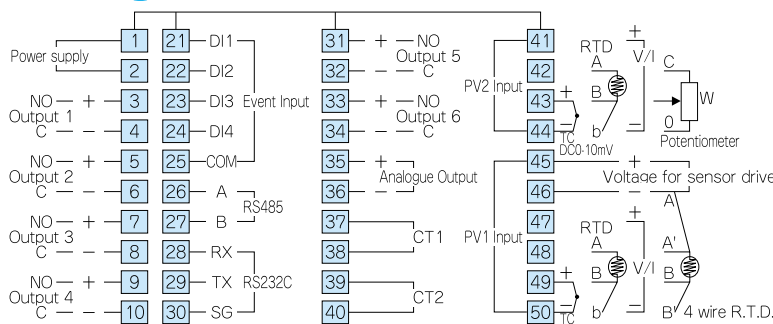 1 21 DI1 31 + NO 41 RTD + V/I C
Power supply 2 22 DI2 32 − C Output 5 42 A
NO + 3 23 DI3 Event Input 33 + NO PV2 Input 43 + B W
Output 1
C − 4 24 DI4 34 − C Output 6 44 − TC b − 0 Potentiometer
DC0-10mV
NO + 5 25 COM 35 + 45 +
Output 2 Analogue Output Voltage for sensor drive
C − 6 26 A 36 − 46 − A
RS485
NO + 7 27 B 37 47 RTD +
Output 3 CT1 PV1 Input
C − 8 28 RX 38 48 A V/I A'
NO + 9 29 TX RS232C 39 49 + B B
Output 4 CT2
C − 10 30 SG 40 50 − TC b − B' 4 wire R.T.D.